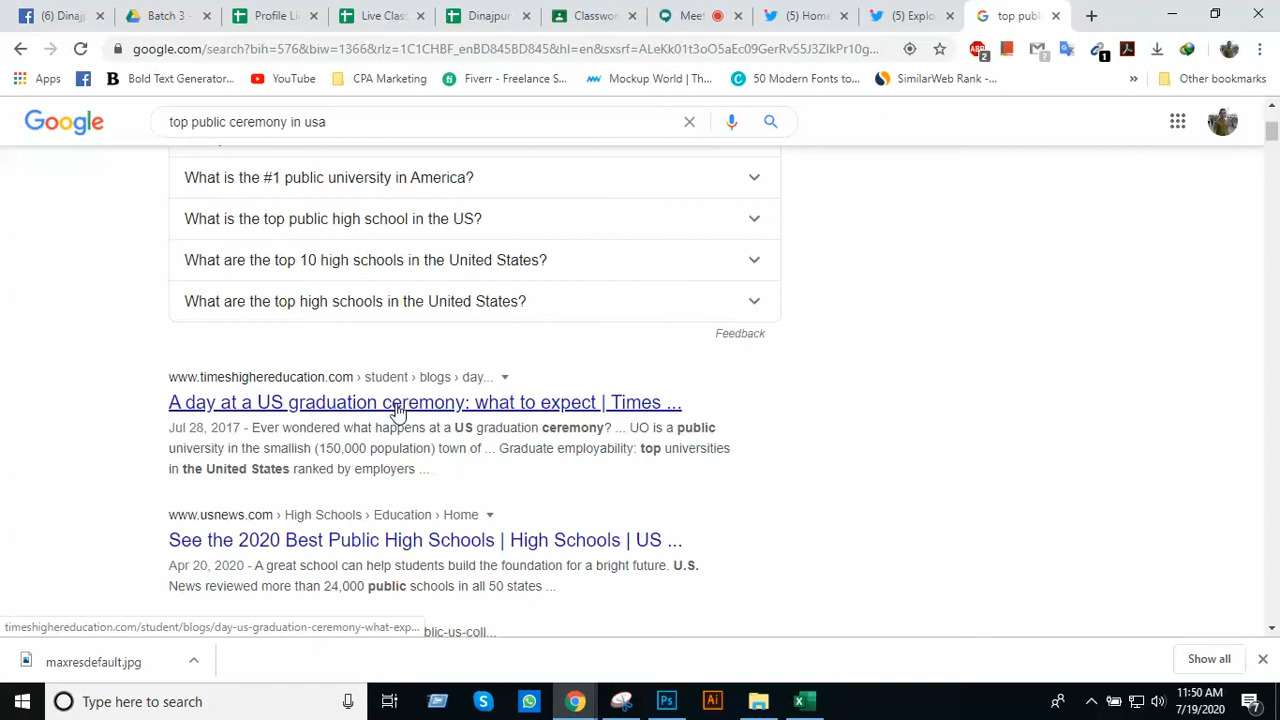 (6) Dinajp
Batch 3
Profile Li
Live Clas
Dinajpur
Classwor
Meet
(5) Home
(5) Explo
top publi
google.com/search?bih=576&biw=1366&rlz=1C1CHBF_enBD845BD845&hl=en&sxsrf=ALeKk01t3oO5aEc09GerRv55J3ZlkPr10g...
Apps
Bold Text Generator...
YouTube
CPA Marketing
Fiverr - Freelance S...
Mockup World | Th...
50 Modern Fonts to...
SimilarWeb Rank -...
»
Other bookmarks
Google
top public ceremony in usa
What is the #1 public university in America?
What is the top public high school in the US?
What are the top 10 high schools in the United States?
What are the top high schools in the United States?
Feedback
www.timeshighereducation.com › student › blogs › day...
A day at a US graduation ceremony: what to expect | Times ...
Jul 28, 2017 - Ever wondered what happens at a US graduation ceremony? ... UO is a public
university in the smallish (150,000 population) town of ... Graduate employability: top universities
in the United States ranked by employers ...
www.usnews.com › High Schools › Education › Home
See the 2020 Best Public High Schools | High Schools | US ...
Apr 20, 2020 - A great school can help students build the foundation for a bright future. U.S.
News reviewed more than 24,000 public schools in all 50 states ...
timeshighereducation.com/student/blogs/day-us-graduation-ceremony-what-exp...
blic-us-coll...
maxresdefault.jpg
Show all
Type here to search
11:50 AM
7/19/2020